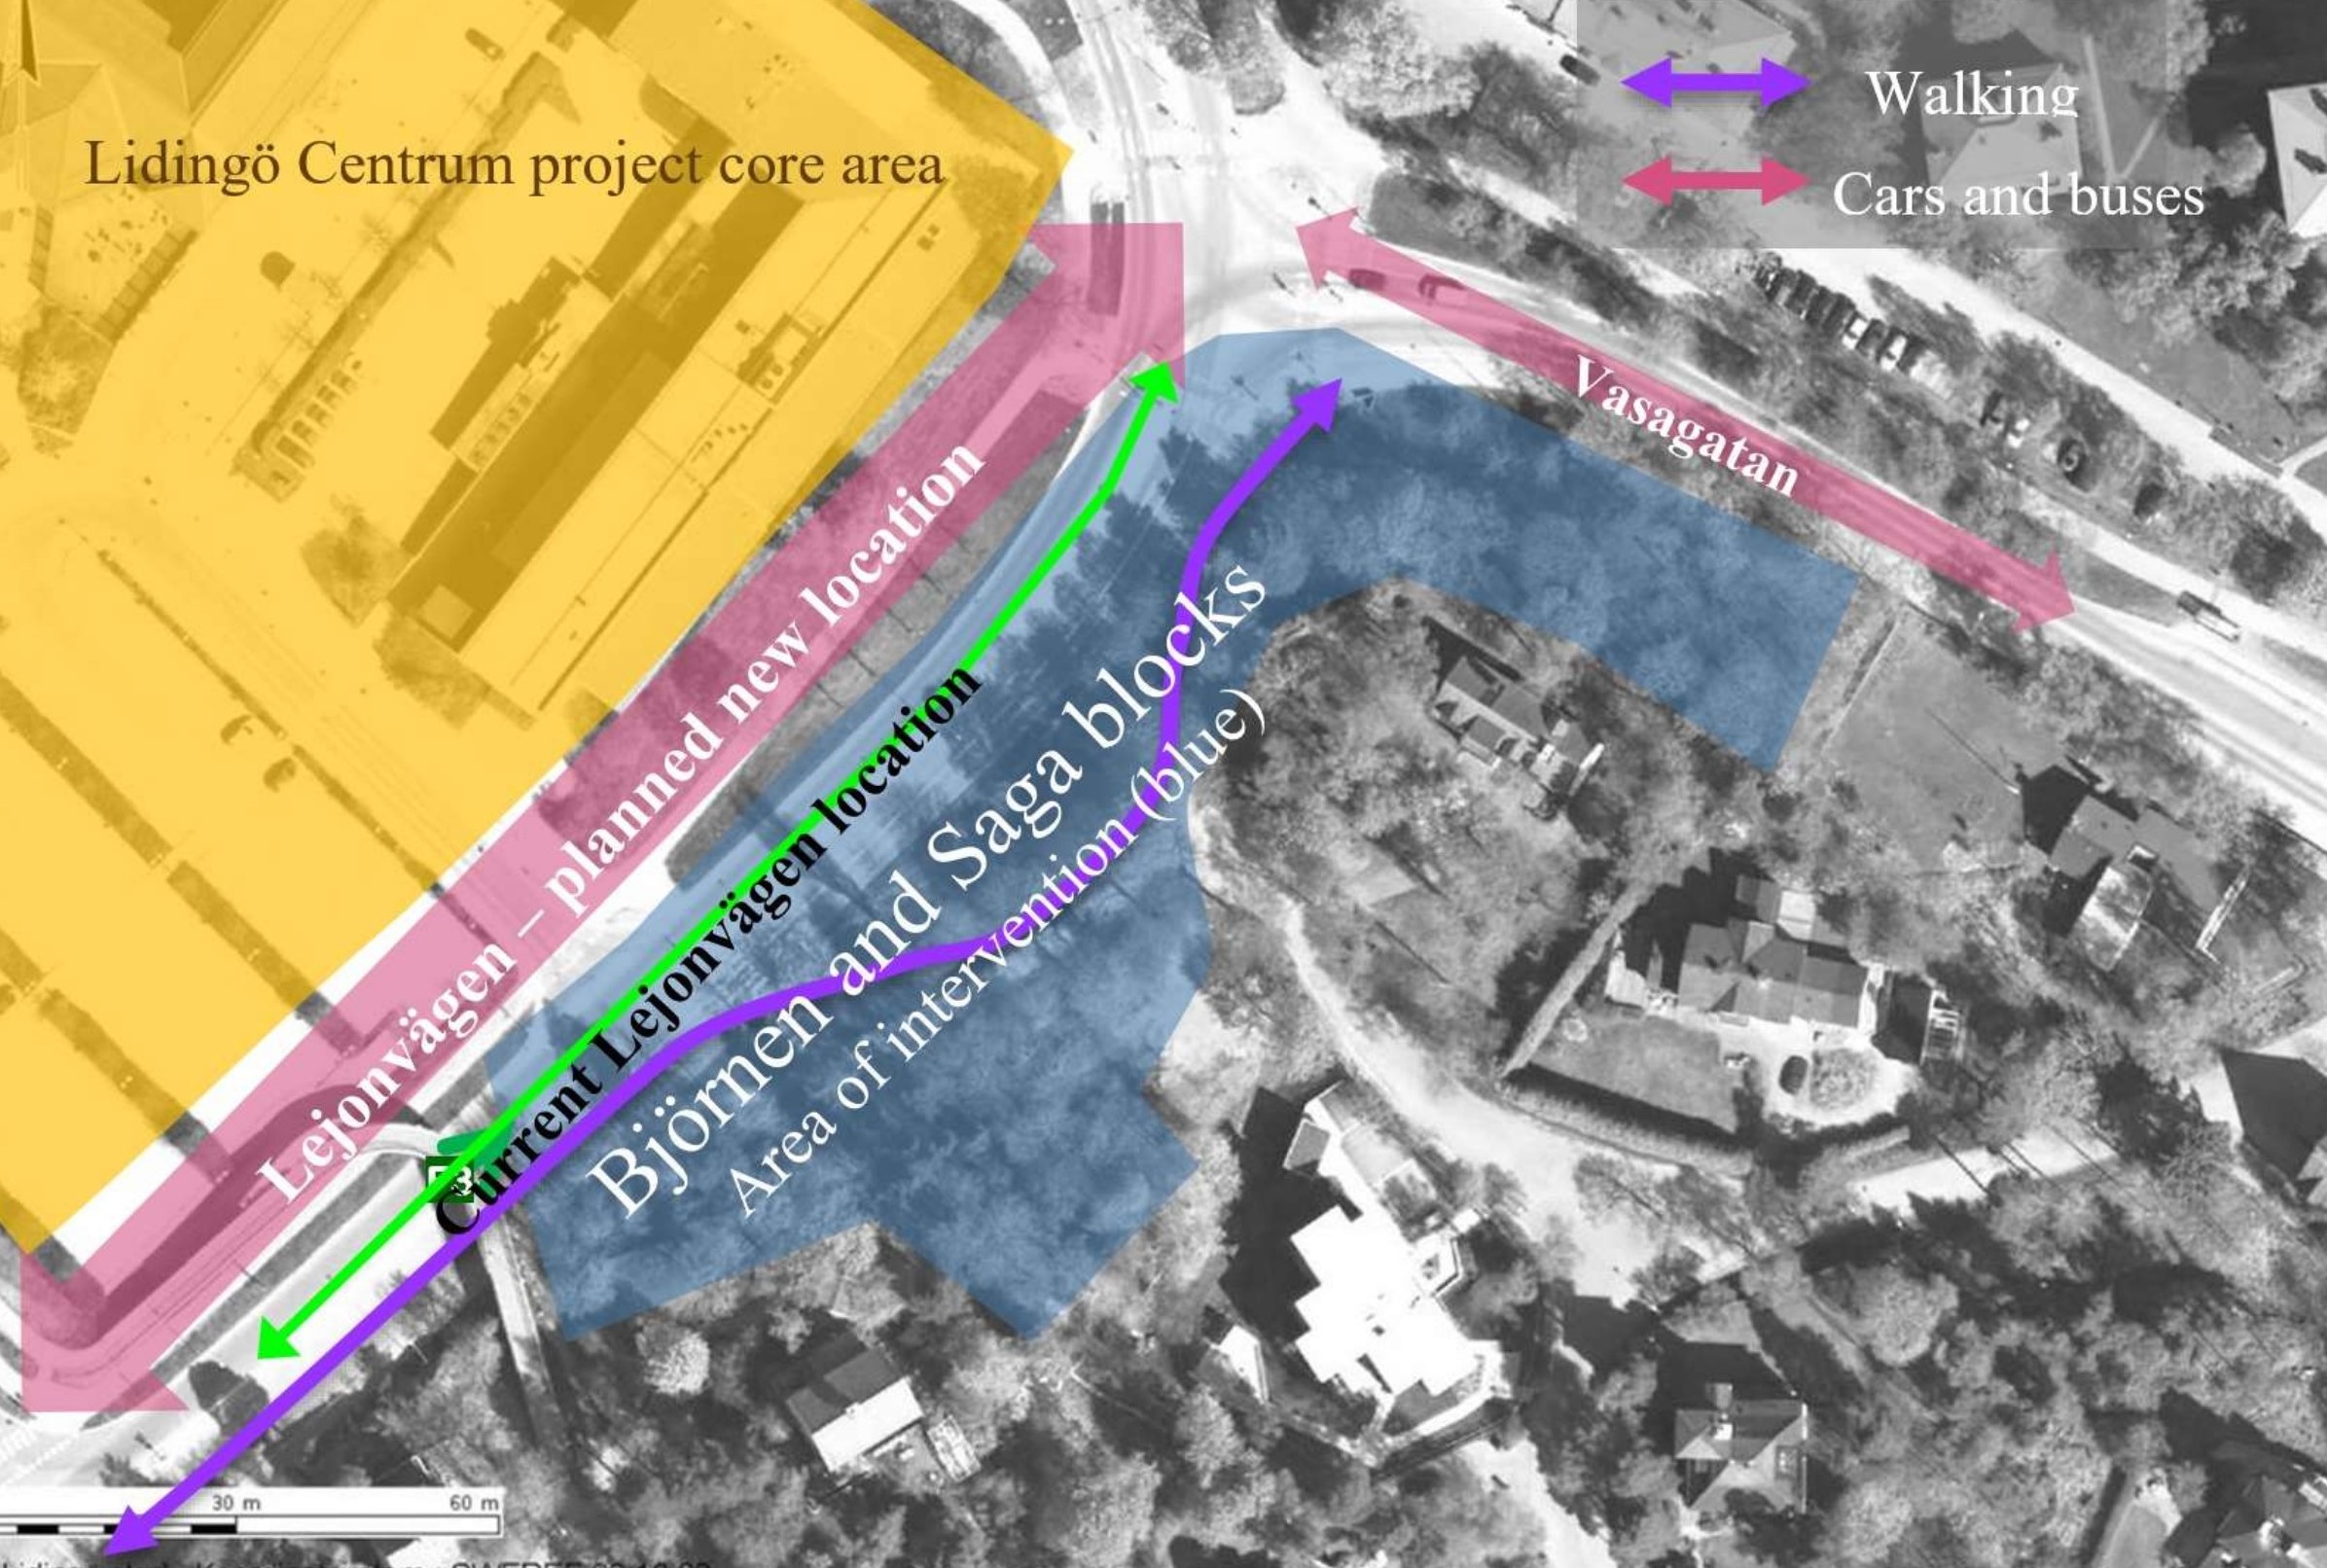 Walking
Cars and buses
Lidingö Centrum project core area
Vasagatan
Lejonvägen – planned new location
Current Lejonvägen location
Björnen and Saga blocks
Area of intervention (blue)
30 m
60 m